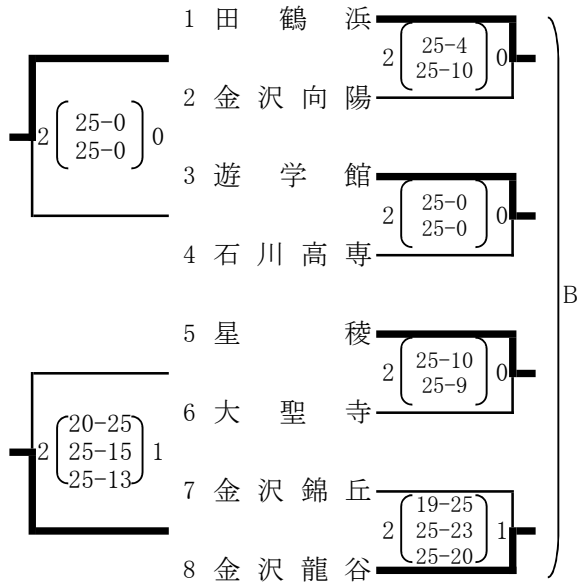 1 田鶴浜
2 25-4 0
25-10
2 金沢向陽
2 25-0 0
25-0
3 遊学館
2 25-0 0
25-0
4 石川高専
B
5 星稜
2 25-10 0
25-9
6 大聖寺
2 20-25 1
25-15
25-13
7 金沢錦丘
2 19-25 1
25-23
25-20
8 金沢龍谷